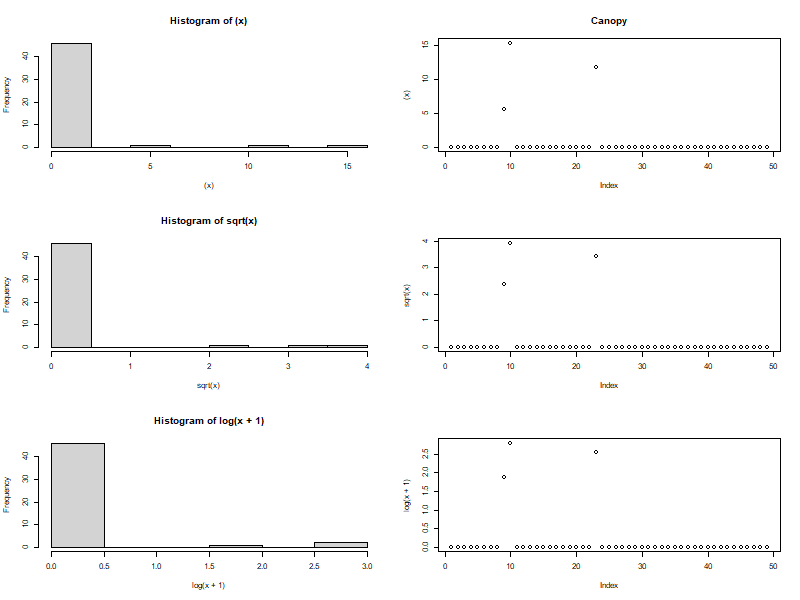 Histogram of (x)
Frequency
0 10 20 30 40
0 5 10 15
(x)
Canopy
(x)
0 5 10 15
0 10 20 30 40 50
Index
Histogram of sqrt(x)
Frequency
0 10 20 30 40
0 1 2 3 4
sqrt(x)
sqrt(x)
0 1 2 3 4
0 10 20 30 40 50
Index
Histogram of log(x + 1)
Frequency
0 10 20 30 40
0.0 0.5 1.0 1.5 2.0 2.5 3.0
log(x + 1)
log(x + 1)
0.0 0.5 1.0 1.5 2.0 2.5
0 10 20 30 40 50
Index